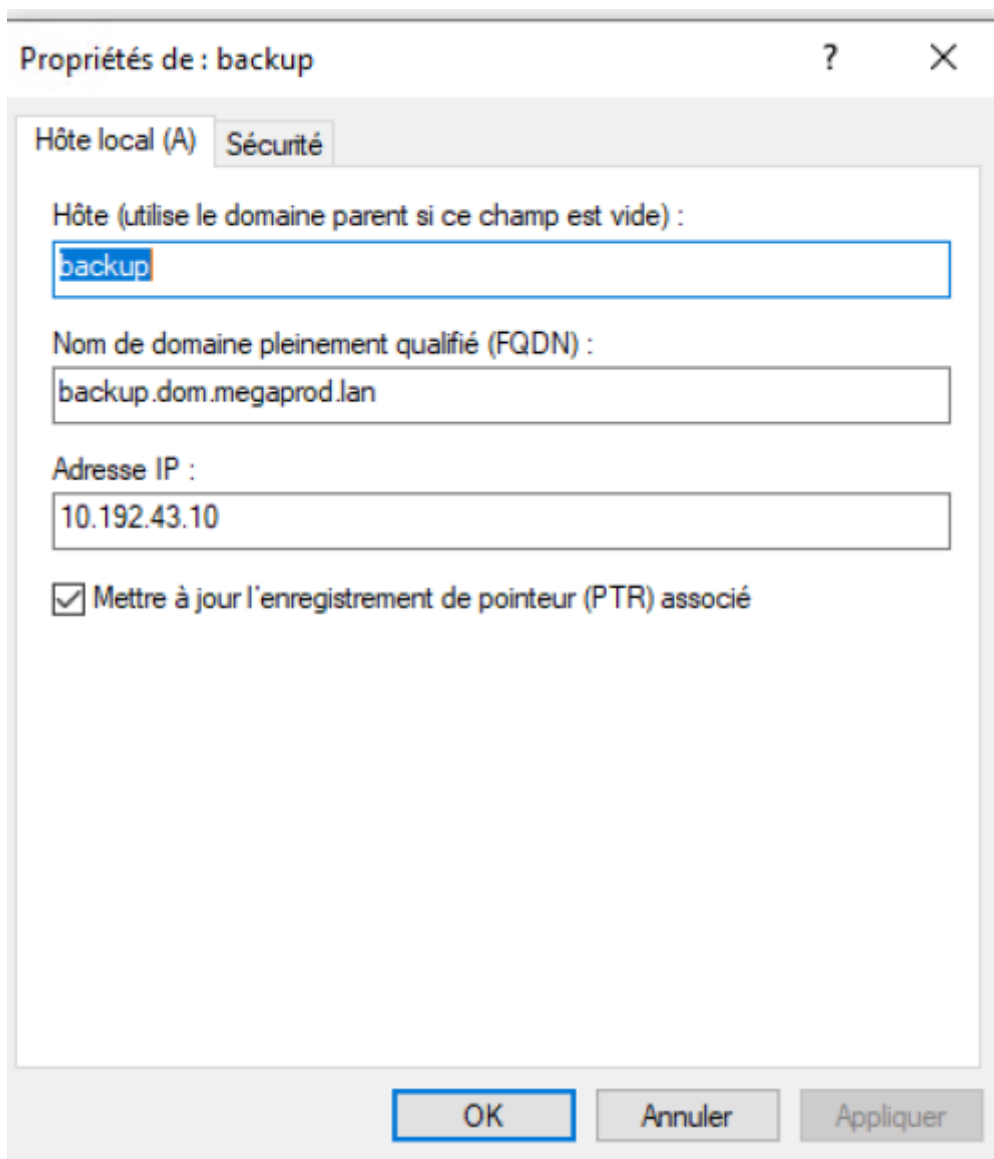 Propriétés de : backup
?
Hôte local (A)
Sécurité
Hôte (utilise le domaine parent si ce champ est vide) :
backup
Nom de domaine pleinement qualifié (FQDN) :
backup.dom.megaprod.lan
Adresse IP :
10.192.43.10
Mettre à jour l'enregistrement de pointeur (PTR) associé
OK
Annuler
Appliquer